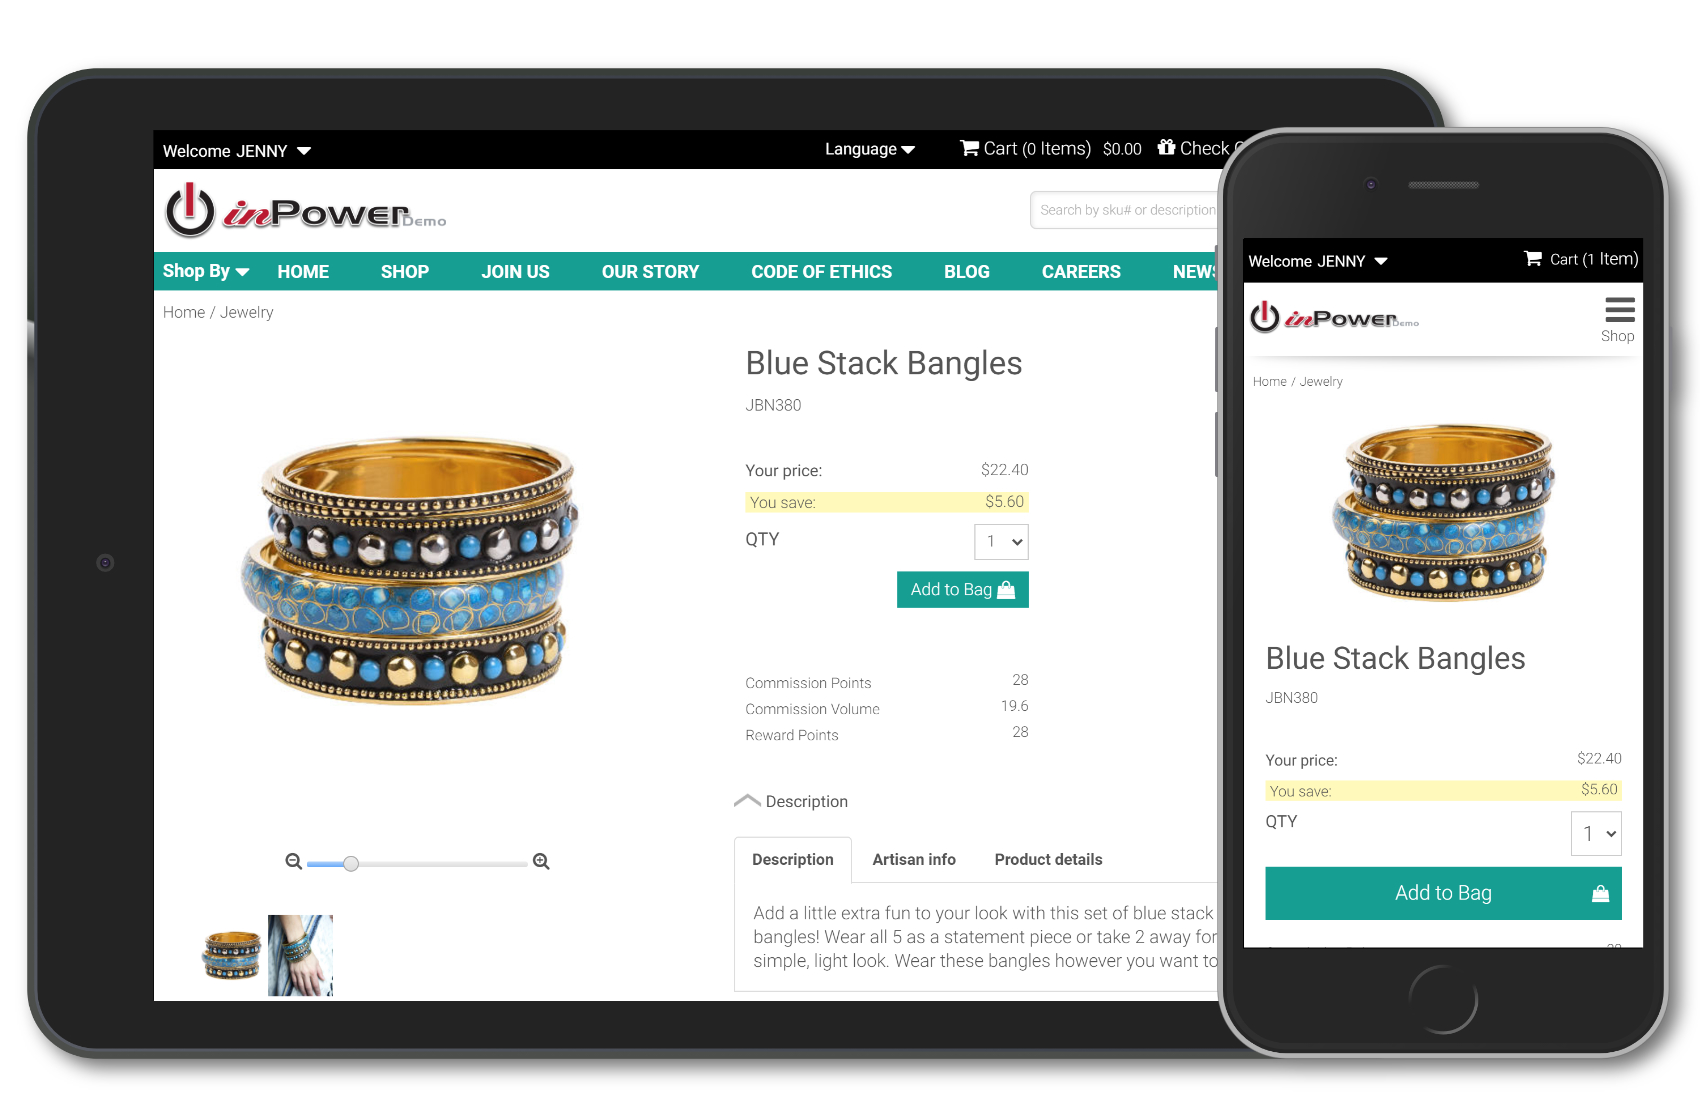 Welcome JENNY
Language Cart (0 Items) $0.00 Check
inPower Demo
Search by sku# or description
Shop By HOME SHOP JOIN US OUR STORY CODE OF ETHICS BLOG CAREERS NEWS
Home / Jewelry
Blue Stack Bangles
JBN380
Your price: $22.40
You save: $5.60
QTY 1
Add to Bag
Commission Points 28
Commission Volume 19.6
Reward Points 28
Description
Description Artisan info Product details
Add a little extra fun to your look with this set of blue stack
bangles! Wear all 5 as a statement piece or take 2 away for
simple, light look. Wear these bangles however you want to
Welcome JENNY Cart (1 Item)
inPower Demo
Shop
Home / Jewelry
Blue Stack Bangles
JBN380
Your price: $22.40
You save: $5.60
QTY 1
Add to Bag